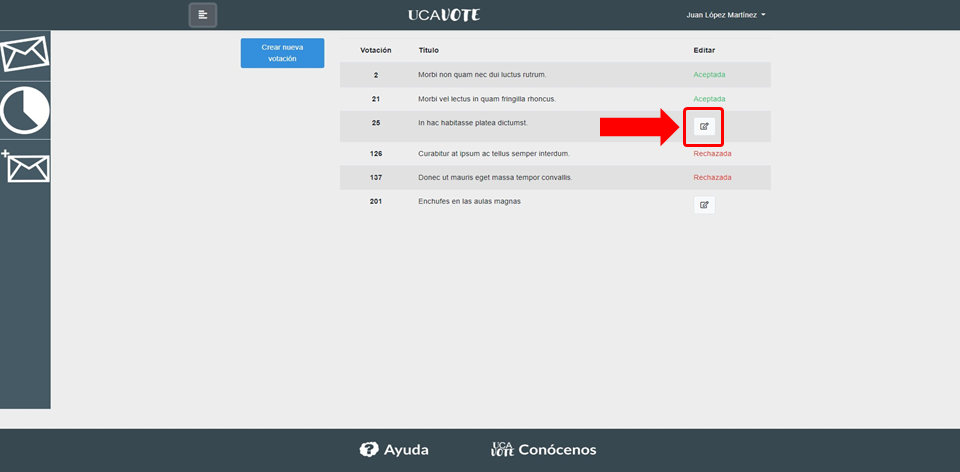 UCAVOTE
Juan López Martínez
Crear nueva
votación
Votación Título Editar
2 Morbi non quam nec dui luctus rutrum. Aceptada
21 Morbi vel lectus in quam fringilla rhoncus. Aceptada
25 In hac habitasse platea dictumst.
126 Curabitur at ipsum ac tellus semper interdum. Rechazada
137 Donec ut mauris eget massa tempor convallis. Rechazada
201 Enchufes en las aulas magnas
? Ayuda
UCA
VOTE Conócenos